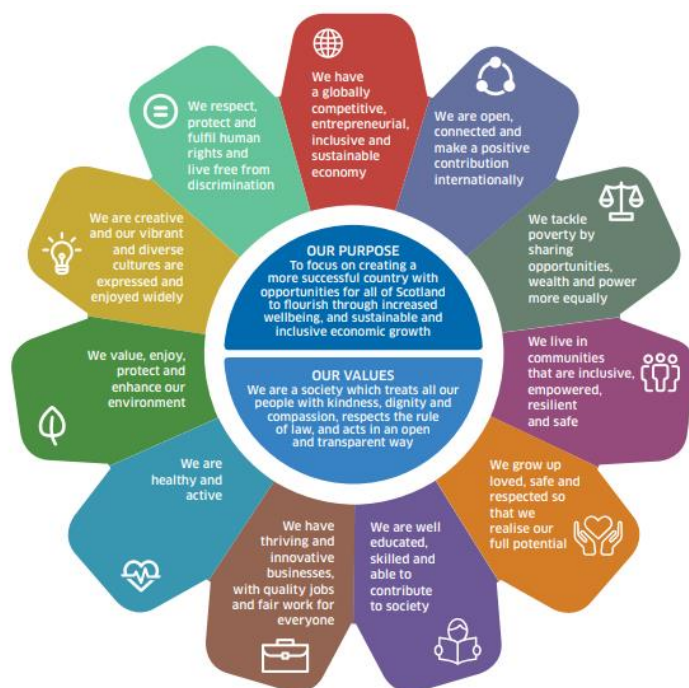 We have
a globally
competitive,
entrepreneurial,
inclusive and
sustainable
economy
We are open,
connected and
make a positive
contribution
internationally
We tackle
poverty by
sharing
opportunities,
wealth and power
more equally
We live in
communities
that are inclusive,
empowered,
resilient
and safe
We grow up
loved, safe and
respected so
that we
realise our
full potential
We are well
educated,
skilled and
able to
contribute
to society
We have
thriving and
innovative
businesses,
with quality jobs
and fair work for
everyone
We are
healthy and
active
We value, enjoy,
protect and
enhance our
environment
We are creative
and our vibrant
and diverse
cultures are
expressed and
enjoyed widely
We respect,
protect and
fulfil human
rights and
live free from
discrimination
OUR PURPOSE
To focus on creating a
more successful country with
opportunities for all of Scotland
to flourish through increased
wellbeing, and sustainable and
inclusive economic growth
OUR VALUES
We are a society which treats all our
people with kindness, dignity and
compassion, respects the rule
of law, and acts in an open
and transparent way